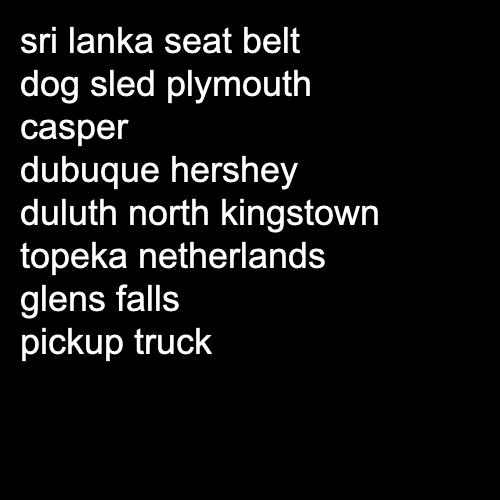 sri lanka seat belt
dog sled plymouth
casper
dubuque hershey
duluth north kingstown
topeka netherlands
glens falls
pickup truck